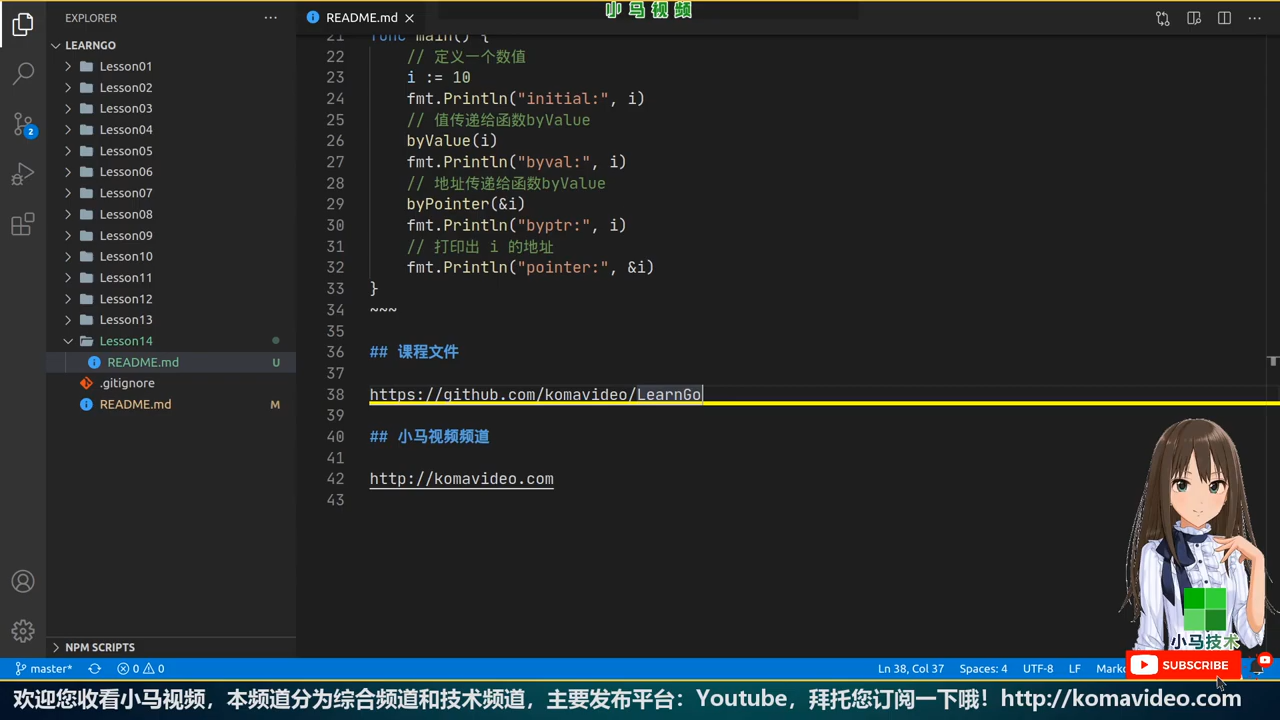 小马视频
EXPLORER
README.md
LEARNGO
Lesson01
Lesson02
Lesson03
Lesson04
Lesson05
Lesson06
Lesson07
Lesson08
Lesson09
Lesson10
Lesson11
Lesson12
Lesson13
Lesson14
README.md U
.gitignore
README.md M
NPM SCRIPTS
21 func main() {
22 // 定义一个数值
23 i := 10
24 fmt.Println("initial:", i)
25 // 值传递给函数byValue
26 byValue(i)
27 fmt.Println("byval:", i)
28 // 地址传递给函数byValue
29 byPointer(&i)
30 fmt.Println("byptr:", i)
31 // 打印出 i 的地址
32 fmt.Println("pointer:", &i)
33 }
34 ~~~
35
36 ## 课程文件
37
38 https://github.com/komavideo/LearnGo
39
40 ## 小马视频频道
41
42 http://komavideo.com
43
2
小马技术
SUBSCRIBE
master* 0 0 Ln 38, Col 37 Spaces: 4 UTF-8 LF
欢迎您收看小马视频，本频道分为综合频道和技术频道，主要发布平台：Youtube，拜托您订阅一下哦！http://komavideo.com